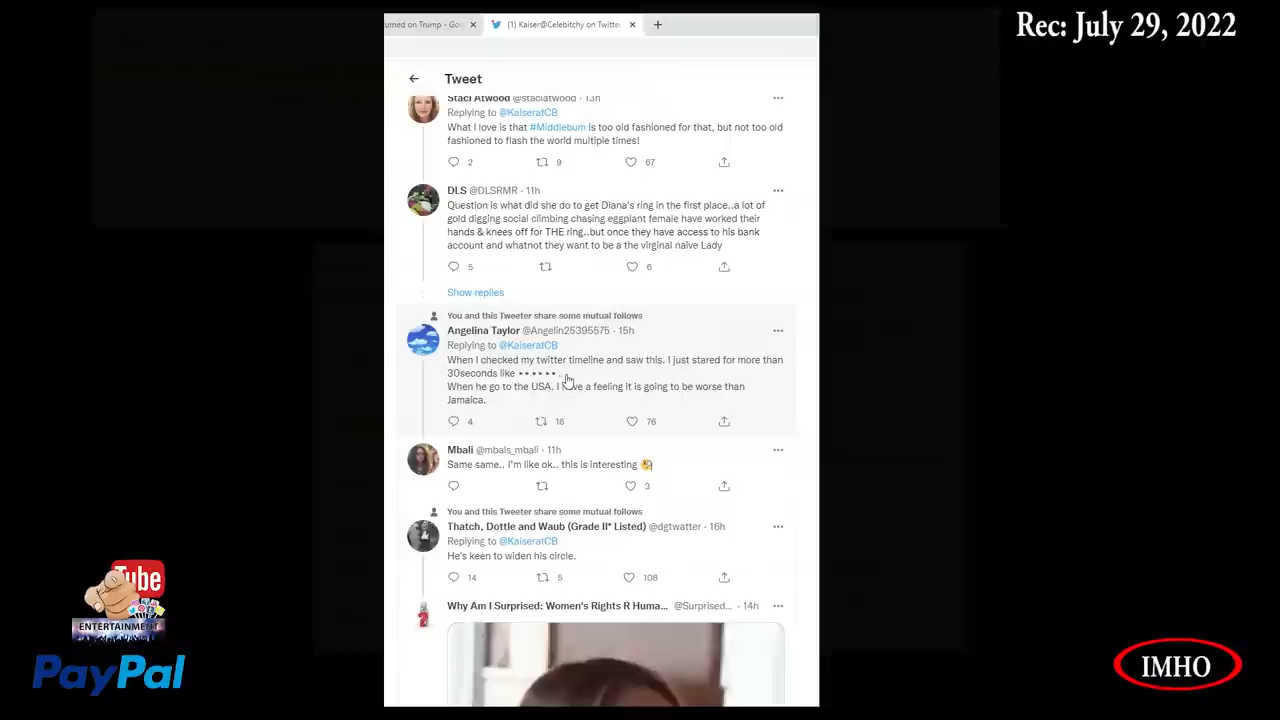 Rec: July 29, 2022
urned on Trump - Goo
(1) Kaiser@Celebitchy on Twitte
Tweet
Staci Atwood @staciatwood · 13h
Replying to @KaiseratCB
What I love is that #Middlebum is too old fashioned for that, but not too old
fashioned to flash the world multiple times!
2 9 67
DLS @DLSRMR · 11h
Question is what did she do to get Diana's ring in the first place..a lot of
gold digging social climbing chasing eggplant female have worked their
hands & knees off for THE ring..but once they have access to his bank
account and whatnot they want to be a the virginal naive Lady
5 6
Show replies
You and this Tweeter share some mutual follows
Angelina Taylor @Angelin25395575 · 15h
Replying to @KaiseratCB
When I checked my twitter timeline and saw this. I just stared for more than
30seconds like
When he go to the USA. I have a feeling it is going to be worse than
Jamaica.
4 16 76
Mbali @mbals_mbali · 11h
Same same.. I'm like ok.. this is interesting 🧐
3
You and this Tweeter share some mutual follows
Thatch, Dottle and Waub (Grade II* Listed) @dgtwatter · 16h
Replying to @KaiseratCB
He's keen to widen his circle.
14 5 108
Why Am I Surprised: Women's Rights R Huma... @Surprised... · 14h
Tube
ENTERTAINMENT
PayPal
IMHO